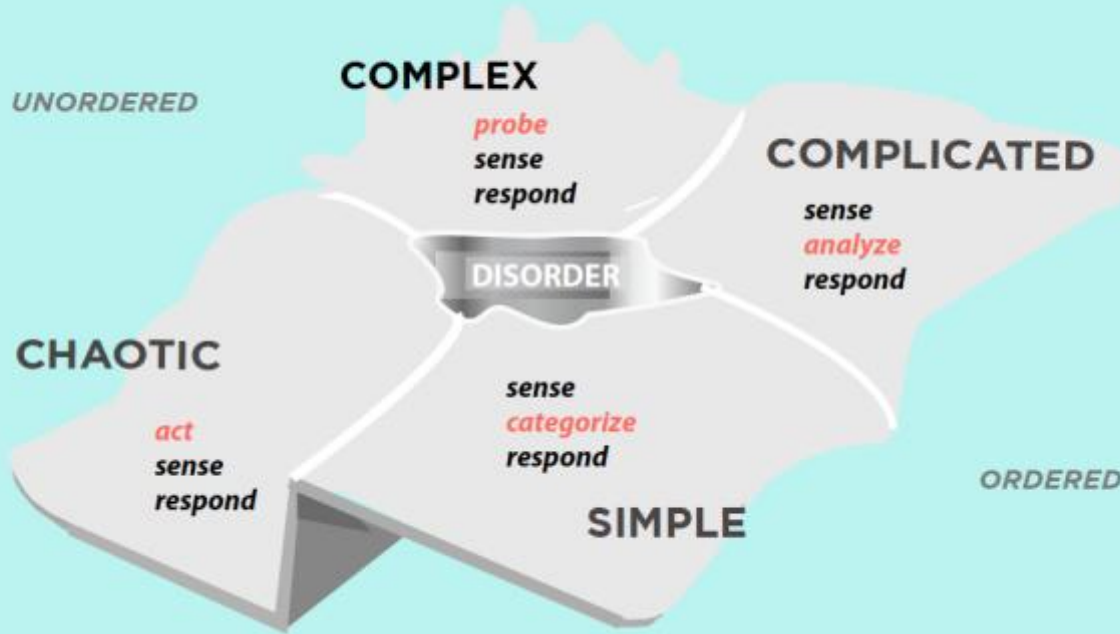 UNORDERED
COMPLEX
probe
sense
respond
COMPLICATED
sense
analyze
respond
DISORDER
CHAOTIC
act
sense
respond
sense
categorize
respond
SIMPLE
ORDERED